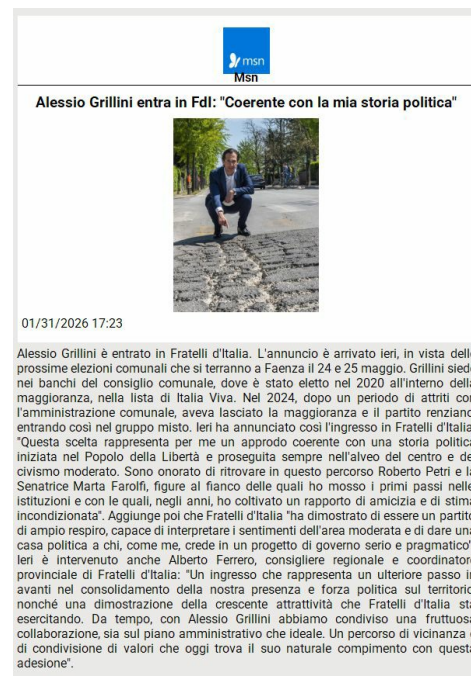 msn
Msn
Alessio Grillini entra in FdI: "Coerente con la mia storia politica"
01/31/2026 17:23
Alessio Grillini è entrato in Fratelli d'Italia. L'annuncio è arrivato ieri, in vista dell
prossime elezioni comunali che si terranno a Faenza il 24 e 25 maggio. Grillini sied
nei banchi del consiglio comunale, dove è stato eletto nel 2020 all'interno dell
maggioranza, nella lista di Italia Viva. Nel 2024, dopo un periodo di attriti co
l'amministrazione comunale, aveva lasciato la maggioranza e il partito renzian
entrando così nel gruppo misto. Ieri ha annunciato così l'ingresso in Fratelli d'Italia
"Questa scelta rappresenta per me un approdo coerente con una storia politic
iniziata nel Popolo della Libertà e proseguita sempre nell'alveo del centro e de
civismo moderato. Sono onorato di ritrovare in questo percorso Roberto Petri e l
Senatrice Marta Farolfi, figure al fianco delle quali ho mosso i primi passi nelle
istituzioni e con le quali, negli anni, ho coltivato un rapporto di amicizia e di stima
incondizionata". Aggiunge poi che Fratelli d'Italia "ha dimostrato di essere un partito
di ampio respiro, capace di interpretare i sentimenti dell'area moderata e di dare una
casa politica a chi, come me, crede in un progetto di governo serio e pragmatico"
Ieri è intervenuto anche Alberto Ferrero, consigliere regionale e coordinator
provinciale di Fratelli d'Italia: "Un ingresso che rappresenta un ulteriore passo i
avanti nel consolidamento della nostra presenza e forza politica sul territorio
nonché una dimostrazione della crescente attrattività che Fratelli d'Italia sta
esercitando. Da tempo, con Alessio Grillini abbiamo condiviso una fruttuos
collaborazione, sia sul piano amministrativo che ideale. Un percorso di vicinanza
di condivisione di valori che oggi trova il suo naturale compimento con quest
adesione".